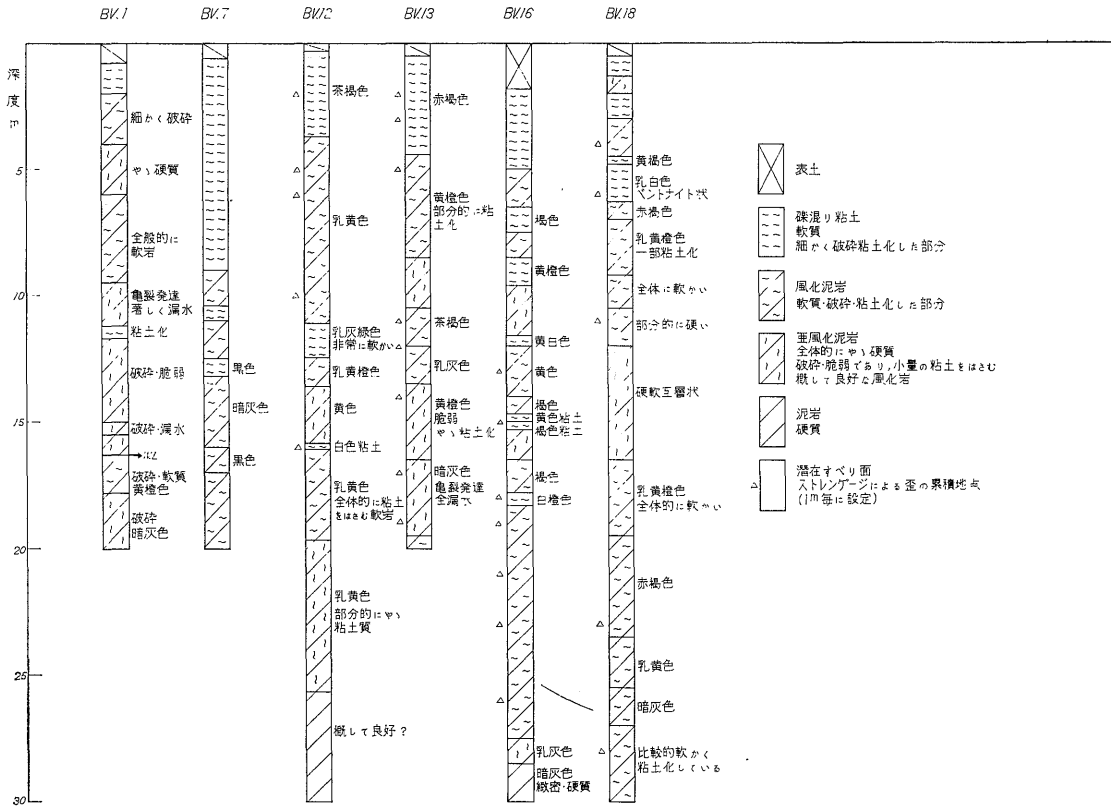 BV.1
BV.7
BV.12
BV.13
BV.16
BV.18
深
度
m
5
10
15
20
25
30
細かく破砕
やゝ硬質
全般的に
軟岩
亀裂発達
著しく漏水
粘土化
破砕・脆弱
破砕・漏水
破砕・軟質
黄橙色
破砕
暗灰色
黒色
暗灰色
黒色
茶褐色
乳黄色
乳灰緑色
非常に軟かい
乳黄橙色
黄色
白色粘土
乳黄色
全体的に粘土
をはさむ軟岩
乳黄色
部分的にやゝ
粘土質
概して良好?
赤褐色
黄橙色
部分的に粘
土化
茶褐色
乳灰色
黄橙色
脆弱
やゝ粘土化
暗灰色
亀裂発達
全漏水
褐色
黄橙色
黄白色
黄色
褐色
黄色粘土
褐色粘土
褐色
白橙色
乳灰色
暗灰色
緻密・硬質
黄褐色
乳白色
ベントナイト状
赤褐色
乳黄橙色
一部粘土化
全体に軟かい
部分的に硬い
硬軟互層状
乳黄橙色
全体的に軟かい
赤褐色
乳黄色
暗灰色
比較的軟かく
粘土化している
表土
礫混り粘土
軟質
細かく破砕粘土化した部分
風化泥岩
軟質・破砕・粘土化した部分
亜風化泥岩
全体的にやゝ硬質
破砕・脆弱であり,小量の粘土をはさむ
概して良好な風化岩
泥岩
硬質
潜在すべり面
ストレンゲージによる歪の累積地点
(1m毎に設定)